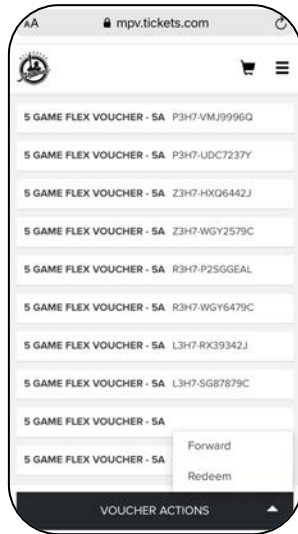 AA mpv.tickets.com
5 GAME FLEX VOUCHER - 5A P3H7-VMJ9996Q
5 GAME FLEX VOUCHER - 5A P3H7-UDC7237Y
5 GAME FLEX VOUCHER - 5A Z3H7-HXQ6442J
5 GAME FLEX VOUCHER - 5A Z3H7-WGY2579C
5 GAME FLEX VOUCHER - 5A R3H7-P2SGGEAL
5 GAME FLEX VOUCHER - 5A R3H7-WGY6479C
5 GAME FLEX VOUCHER - 5A L3H7-RX39342J
5 GAME FLEX VOUCHER - 5A L3H7-SG87879C
5 GAME FLEX VOUCHER - 5A
Forward
5 GAME FLEX VOUCHER - 5A
Redeem
VOUCHER ACTIONS